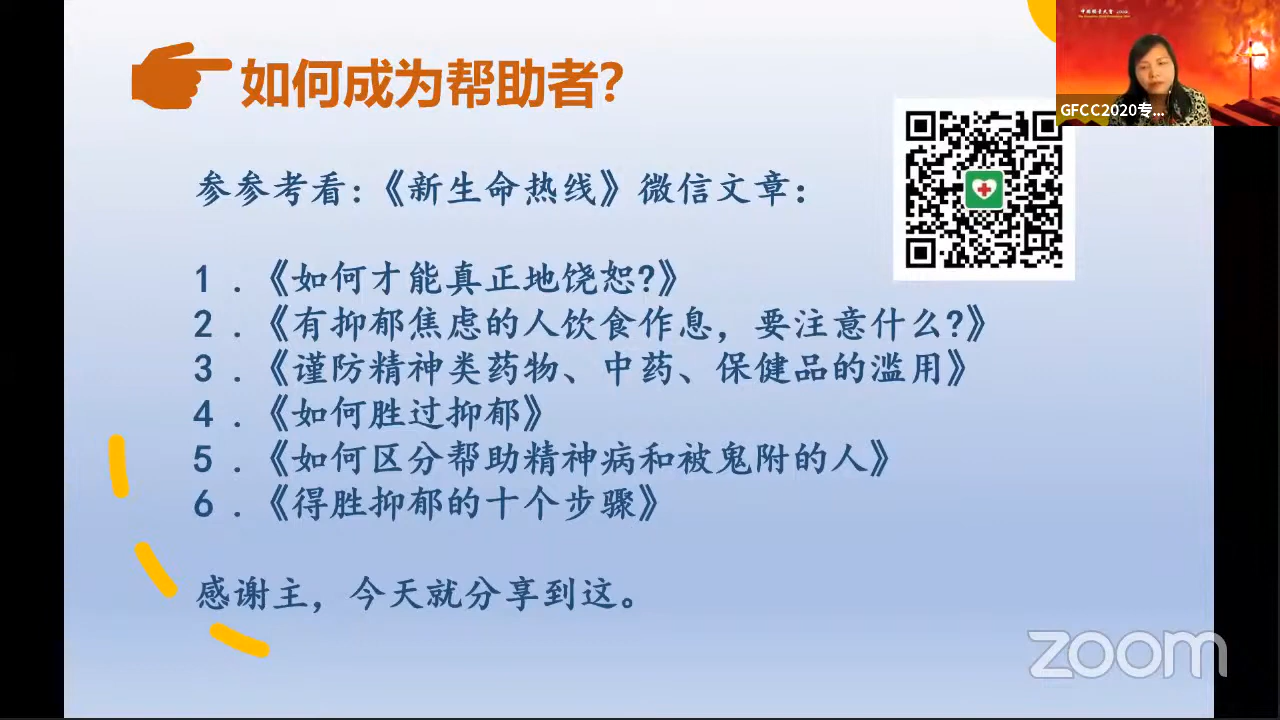 如何成为帮助者?
参参考看:《新生命热线》微信文章:
1.《如何才能真正地饶恕?》
2.《有抑郁焦虑的人饮食作息，要注意什么?》
3.《谨防精神类药物、中药、保健品的滥用》
4.《如何胜过抑郁》
5.《如何区分帮助精神病和被鬼附的人》
6.《得胜抑郁的十个步骤》
感谢主，今天就分享到这。
GFCC2020专...
zoom